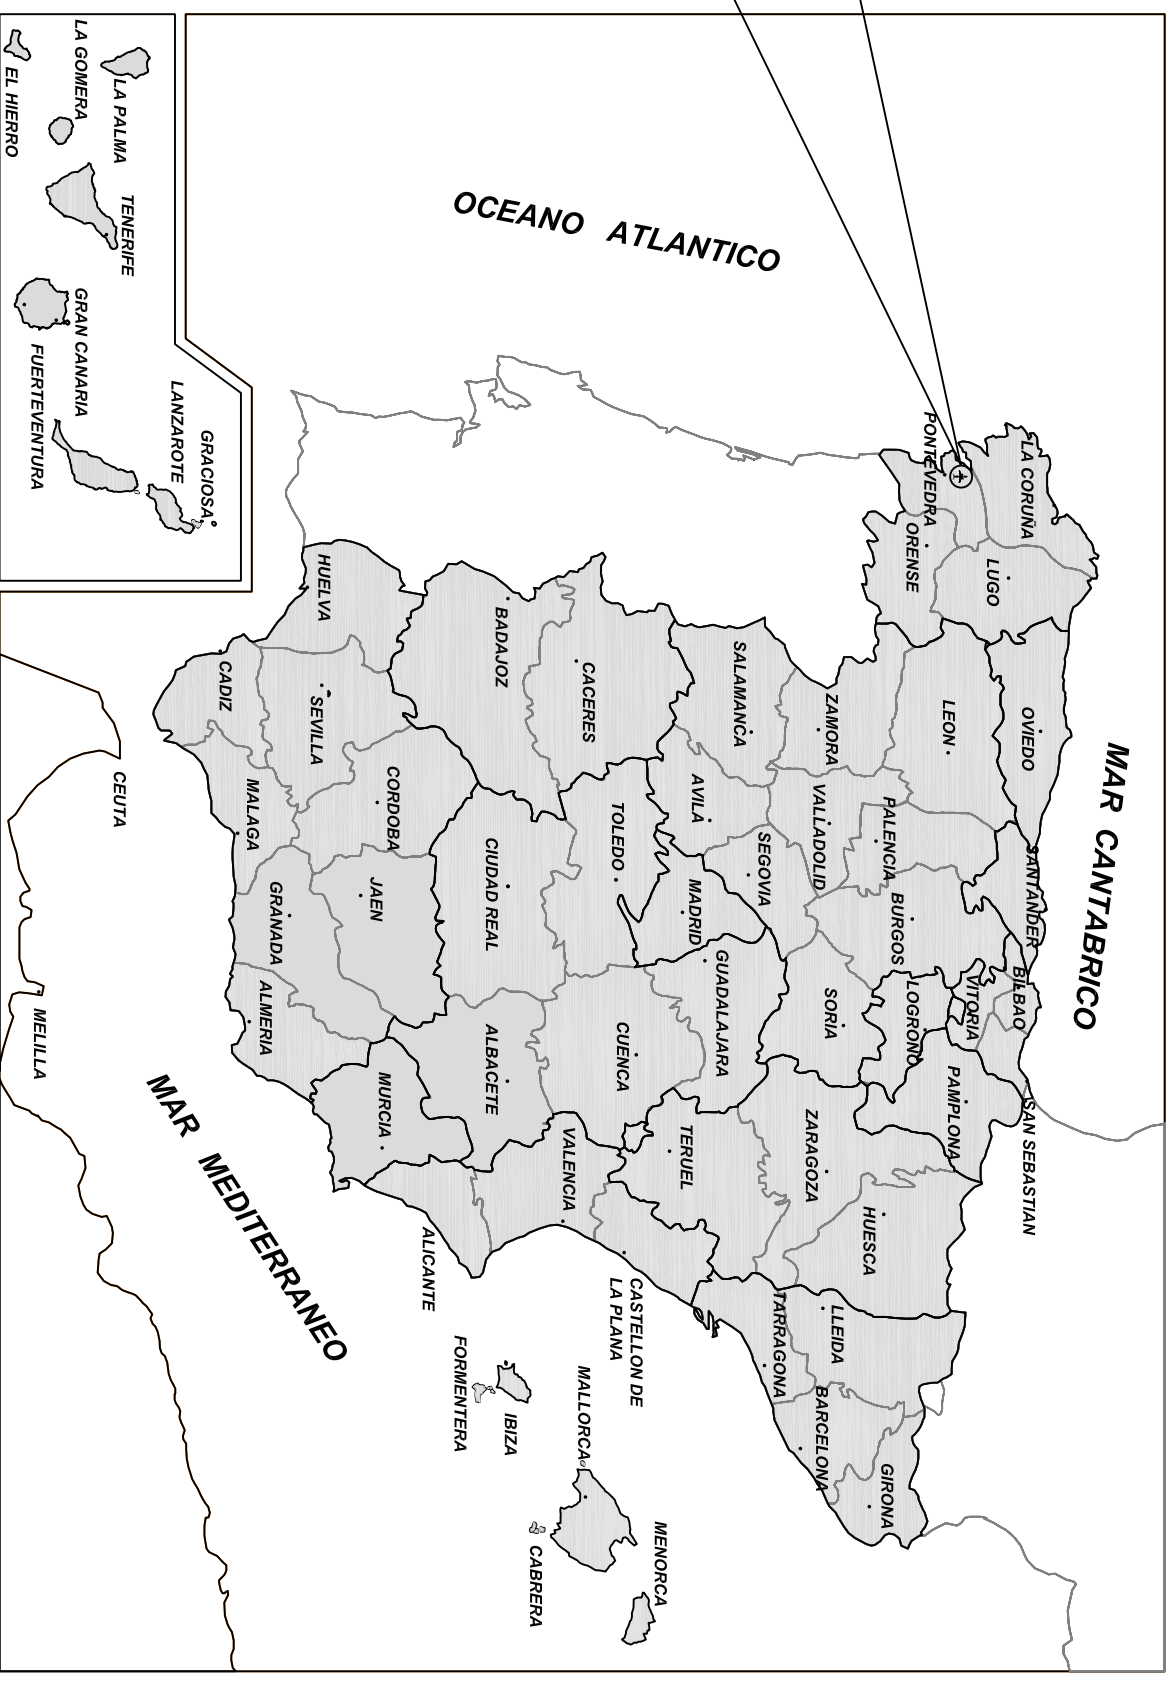 MAR CANTABRICO
OCEANO ATLANTICO
MAR MEDITERRANEO
LA CORUÑA
LUGO
PONTEVEDRA
ORENSE
OVIEDO
SANTANDER
BILBAO
SAN SEBASTIAN
VITORIA
PAMPLONA
LOGROÑO
LEON
PALENCIA
BURGOS
ZAMORA
VALLADOLID
SORIA
SALAMANCA
AVILA
SEGOVIA
MADRID
GUADALAJARA
ZARAGOZA
HUESCA
TERUEL
LLEIDA
GIRONA
BARCELONA
TARRAGONA
CASTELLON DE
LA PLANA
VALENCIA
ALICANTE
CACERES
BADAJOZ
TOLEDO
CUENCA
CIUDAD REAL
ALBACETE
MURCIA
HUELVA
SEVILLA
CORDOBA
JAEN
CADIZ
MALAGA
GRANADA
ALMERIA
CEUTA
MELILLA
MENORCA
MALLORCA
CABRERA
IBIZA
FORMENTERA
LA PALMA
LA GOMERA
EL HIERRO
TENERIFE
GRAN CANARIA
FUERTEVENTURA
LANZAROTE
GRACIOSA